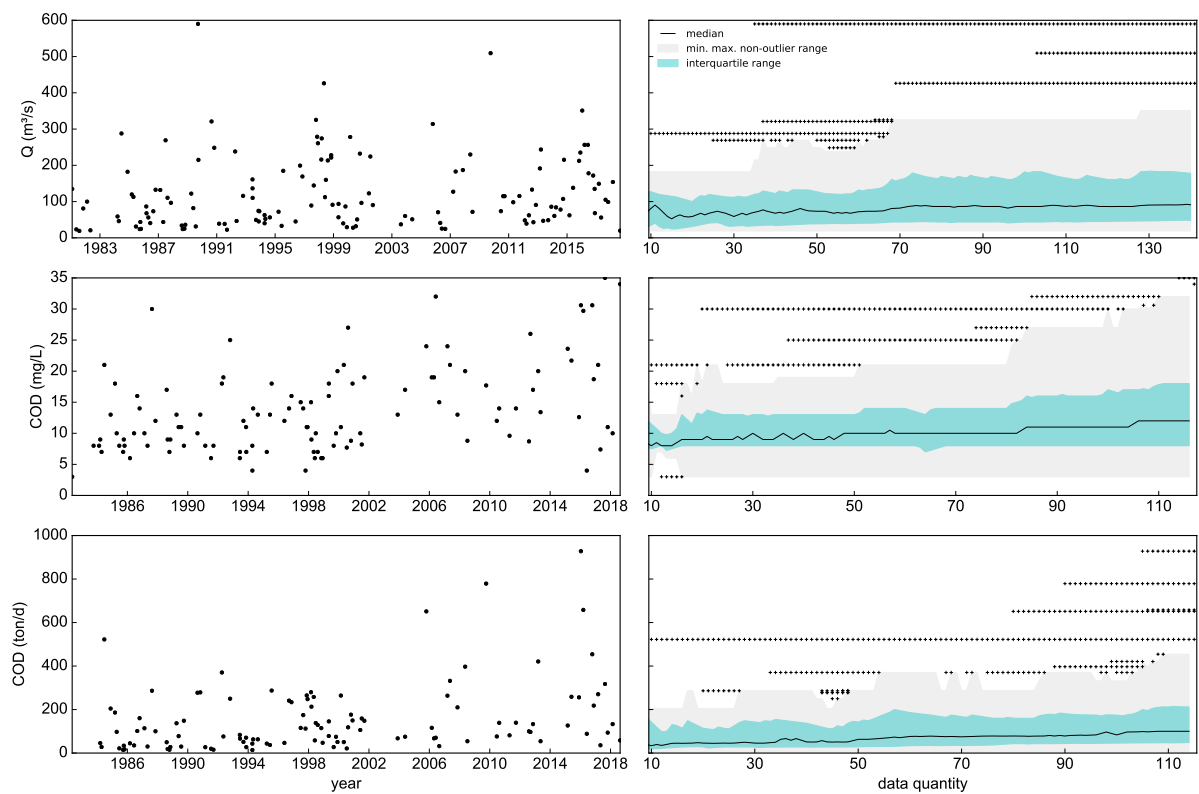 600
500
400
300
200
100
0
Q (m³/s)
1983 1987 1991 1995 1999 2003 2007 2011 2015
median
min. max. non-outlier range
interquartile range
10 30 50 70 90 110 130
35
30
25
20
15
10
5
0
COD (mg/L)
1986 1990 1994 1998 2002 2006 2010 2014 2018
10 30 50 70 90 110
1000
800
600
400
200
0
COD (ton/d)
1986 1990 1994 1998 2002 2006 2010 2014 2018
year
10 30 50 70 90 110
data quantity